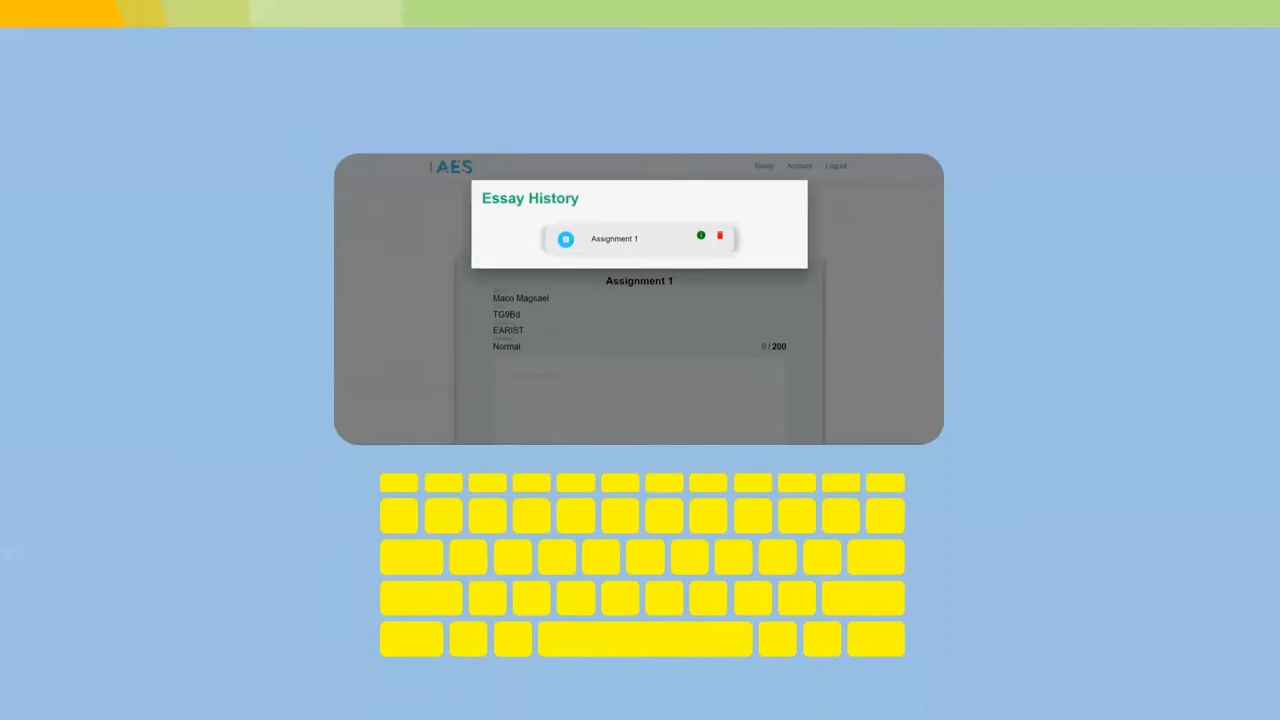 AES
Essay Account Logout
Essay History
Assignment 1
Assignment 1
Maco Magsael
TG9Bd
EARIST
Normal 0 / 200